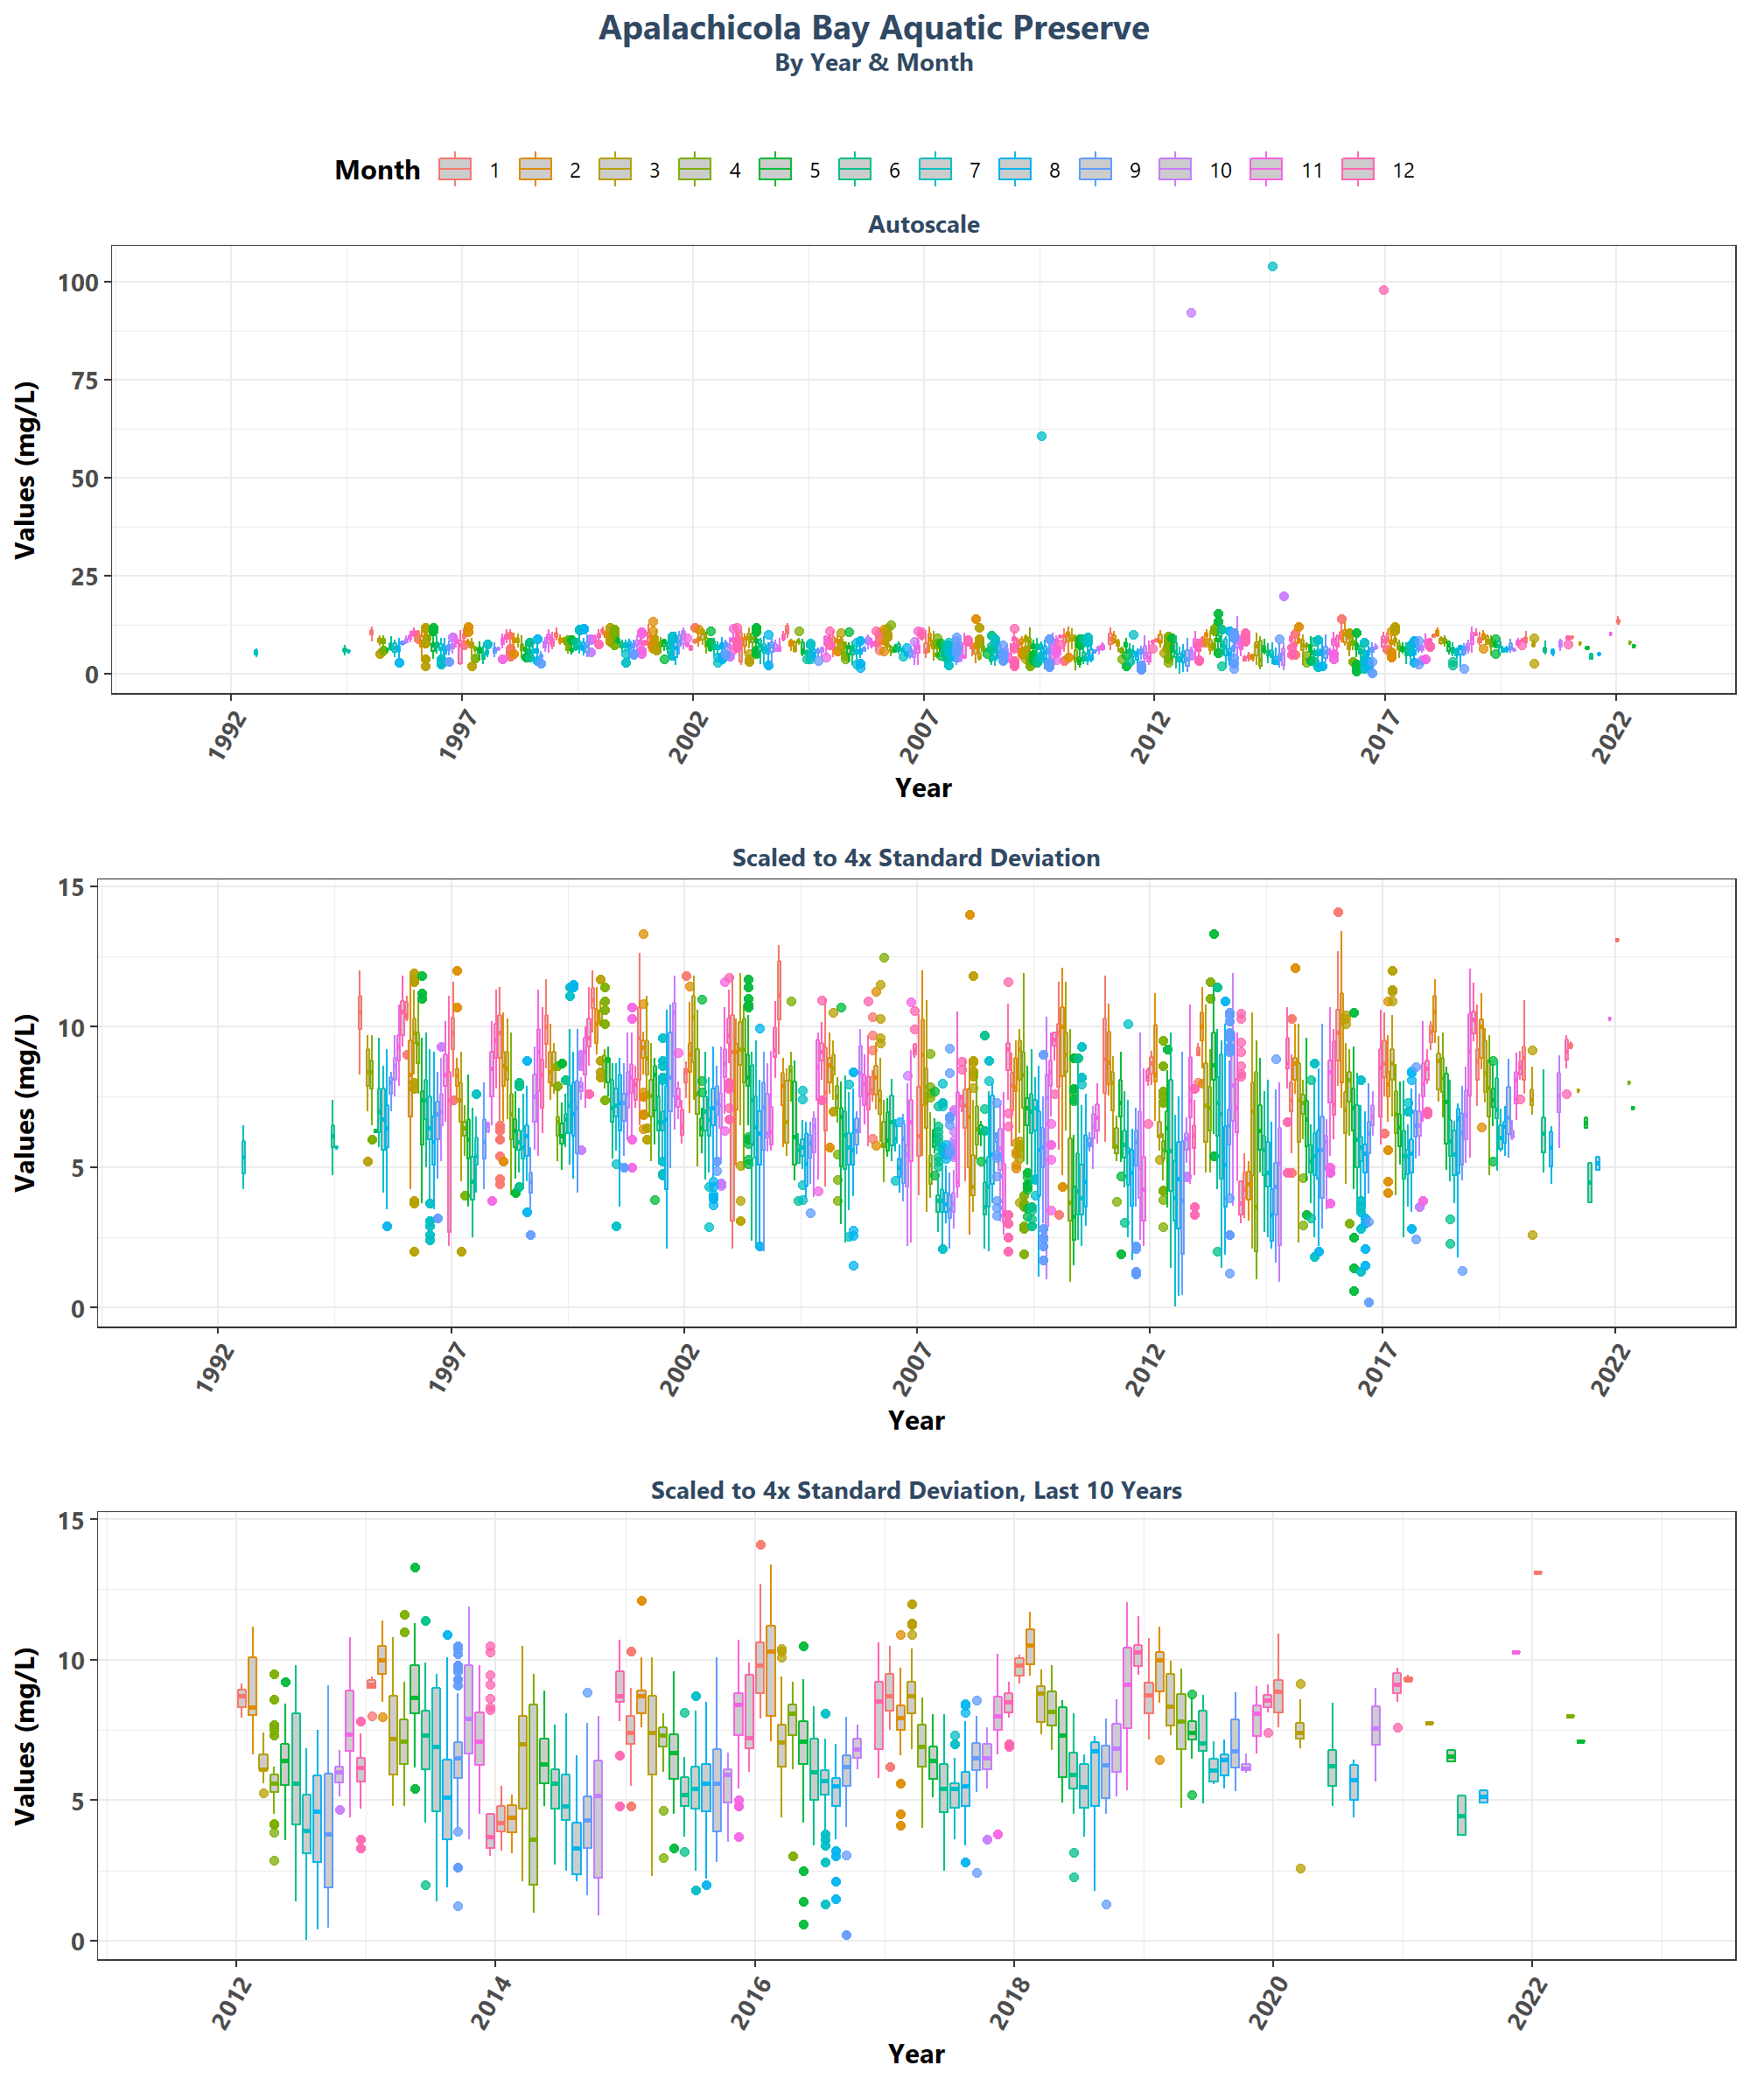 Apalachicola Bay Aquatic Preserve
By Year & Month
Month 1 2 3 4 5 6 7 8 9 10 11 12
Autoscale
Values (mg/L)
100
75
50
25
0
1992 1997 2002 2007 2012 2017 2022
Year
Scaled to 4x Standard Deviation
Values (mg/L)
15
10
5
0
1992 1997 2002 2007 2012 2017 2022
Year
Scaled to 4x Standard Deviation, Last 10 Years
Values (mg/L)
15
10
5
0
2012 2014 2016 2018 2020 2022
Year